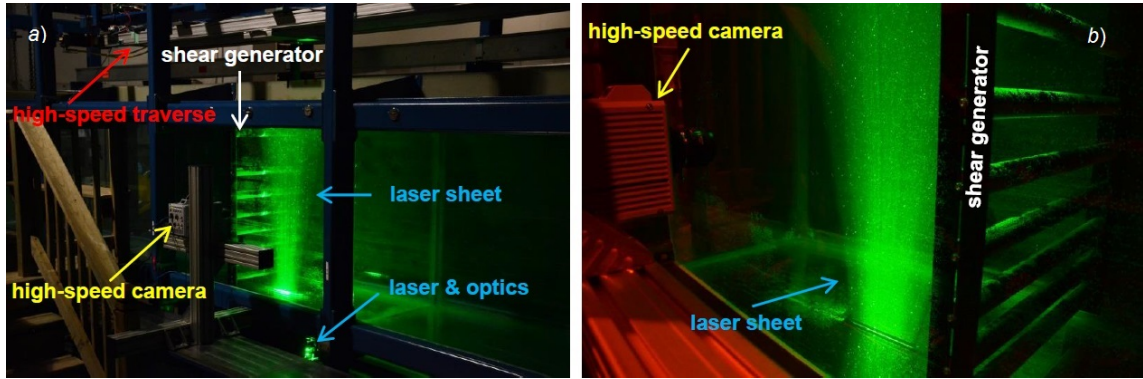 a)
shear generator
high-speed traverse
laser sheet
high-speed camera
laser & optics
b)
high-speed camera
shear generator
laser sheet